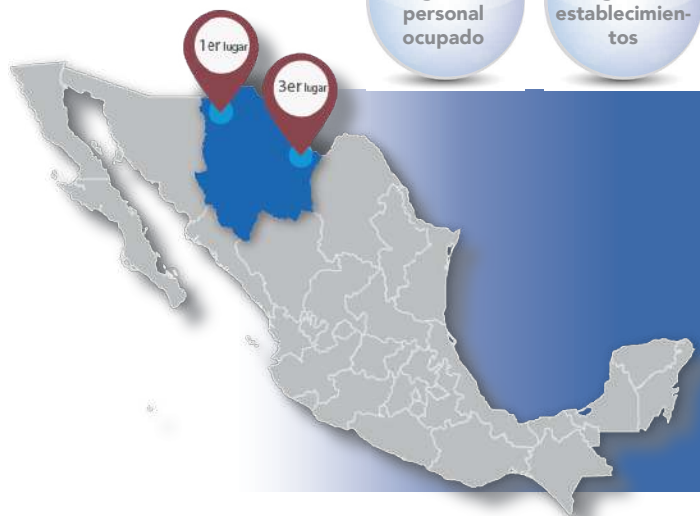 personal
ocupado
establecimien-
tos
1er lugar
3er lugar